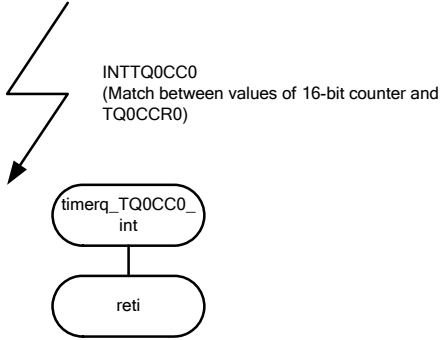 INTTQ0CC0
(Match between values of 16-bit counter and
TQ0CCR0)
timerq_TQ0CC0_
int
reti